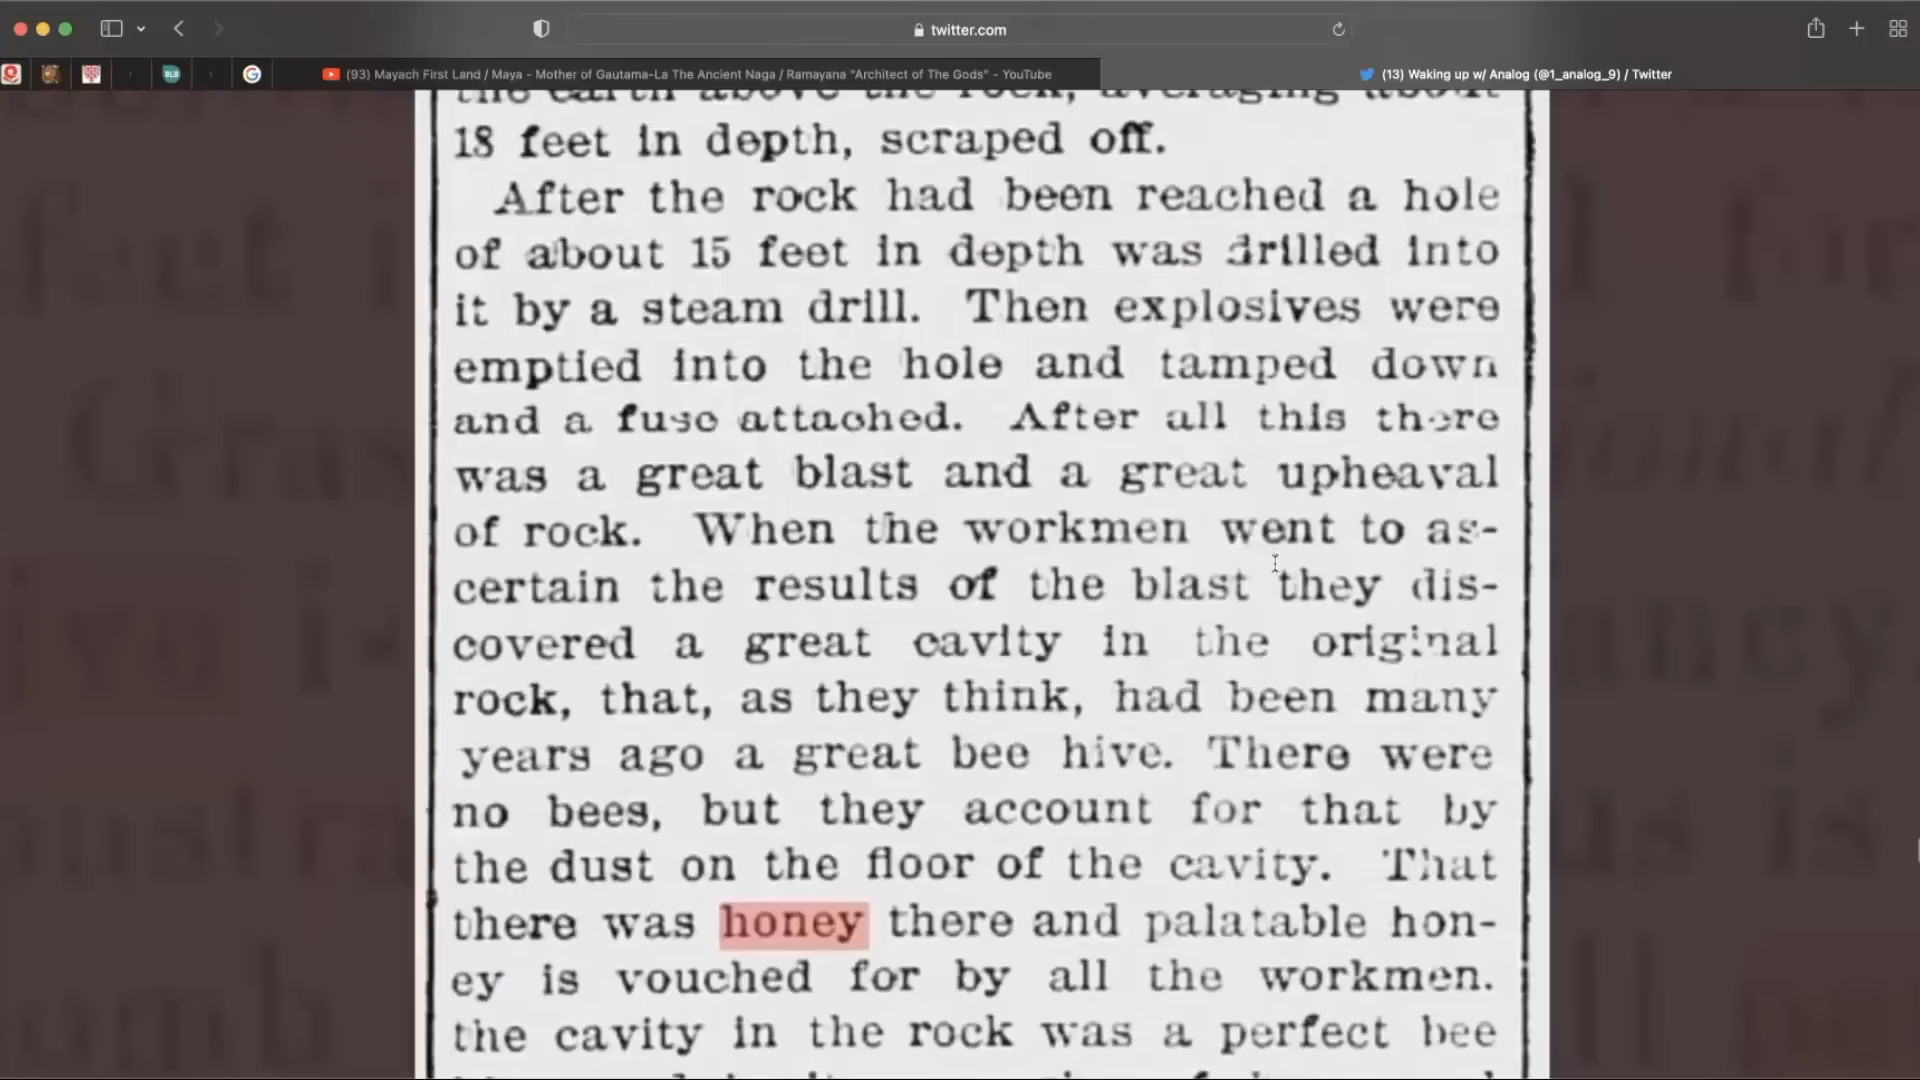 twitter.com
(93) Mayach First Land / Maya - Mother of Gautama-La The Ancient Naga / Ramayana "Architect of The Gods" - YouTube
(13) Waking up w/ Analog (@1_analog_9) / Twitter
the earth above the rock, averaging about
18 feet in depth, scraped off.
After the rock had been reached a hole
of about 15 feet in depth was drilled into
it by a steam drill. Then explosives were
emptied into the hole and tamped down
and a fuse attached. After all this there
was a great blast and a great upheaval
of rock. When the workmen went to as-
certain the results of the blast they dis-
covered a great cavity in the original
rock, that, as they think, had been many
years ago a great bee hive. There were
no bees, but they account for that by
the dust on the floor of the cavity. That
there was honey there and palatable hon-
ey is vouched for by all the workmen.
the cavity in the rock was a perfect bee